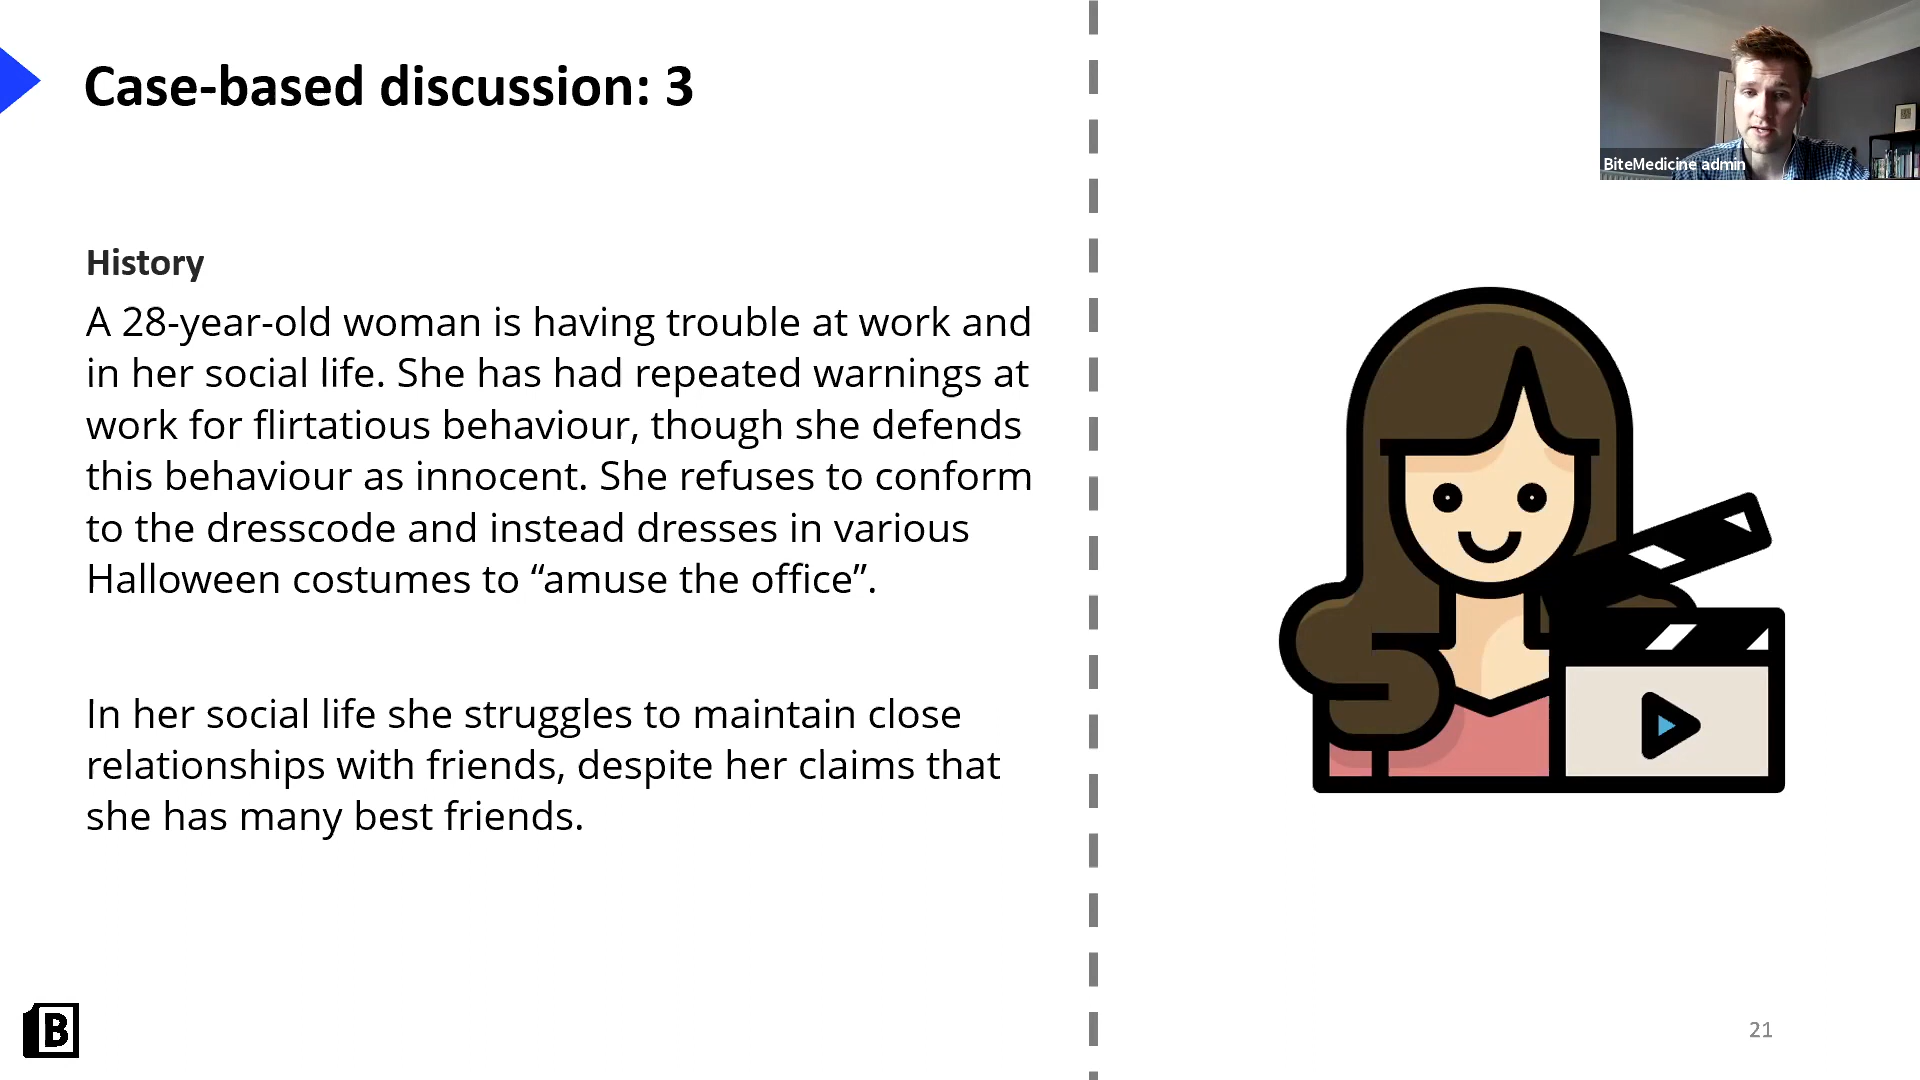 Case-based discussion: 3
BiteMedicine admin
History
A 28-year-old woman is having trouble at work and
in her social life. She has had repeated warnings at
work for flirtatious behaviour, though she defends
this behaviour as innocent. She refuses to conform
to the dresscode and instead dresses in various
Halloween costumes to “amuse the office”.
In her social life she struggles to maintain close
relationships with friends, despite her claims that
she has many best friends.
B
21